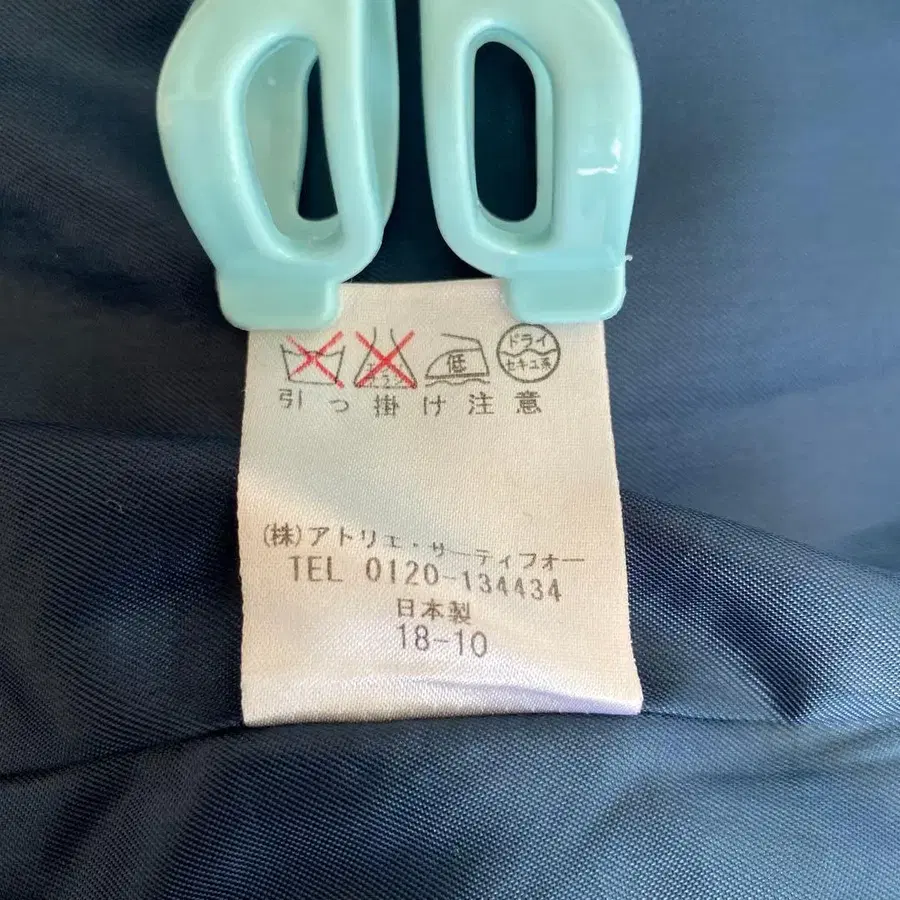 低 ドライ セキユ系
引っ掛け注意
(株)アトリエ・サーティフォー
TEL 0120-134434
日本製
18-10